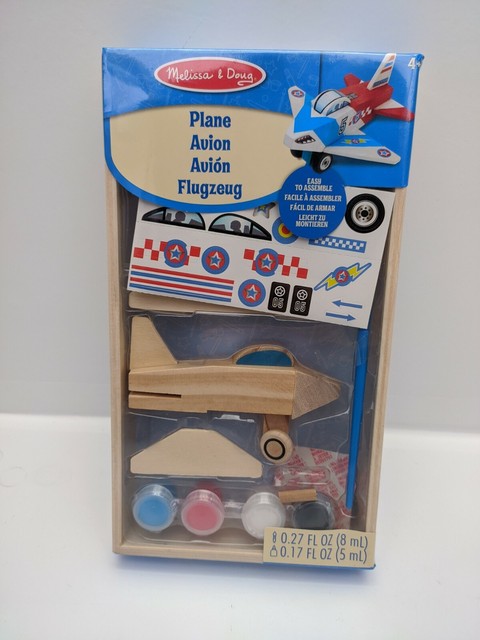 Melissa & Doug
4+
Plane
Avion
Avión
Flugzeug
EASY
TO ASSEMBLE
FACILE À ASSEMBLER
FÁCIL DE ARMAR
LEICHT ZU
MONTIEREN
0.27 FL OZ (8 mL)
0.17 FL OZ (5 mL)